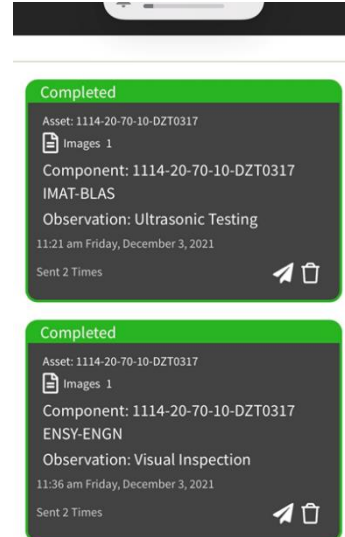 Completed
Asset: 1114-20-70-10-DZT0317
Images 1
Component: 1114-20-70-10-DZT0317
IMAT-BLAS
Observation: Ultrasonic Testing
11:21 am Friday, December 3, 2021
Sent 2 Times
Completed
Asset: 1114-20-70-10-DZT0317
Images 1
Component: 1114-20-70-10-DZT0317
ENSY-ENGN
Observation: Visual Inspection
11:36 am Friday, December 3, 2021
Sent 2 Times